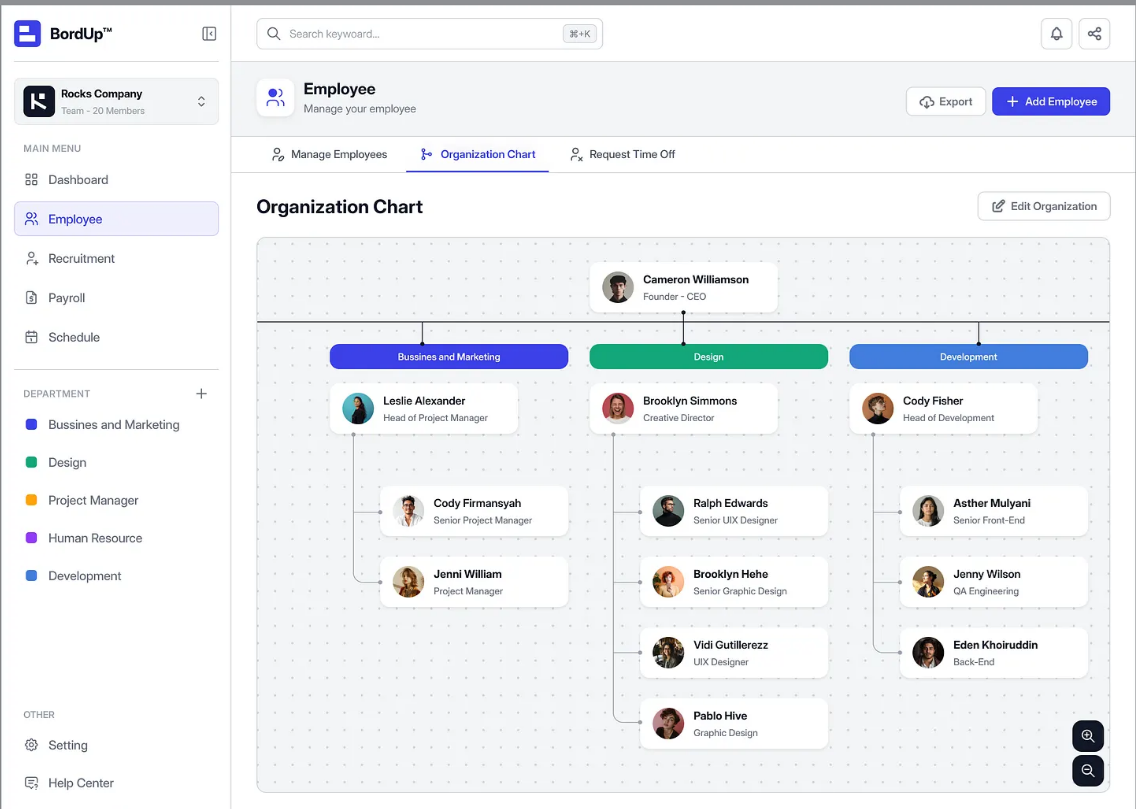 BordUp™
Search keywoard...
⌘+K
Rocks Company
Team - 20 Members
MAIN MENU
Dashboard
Employee
Recruitment
Payroll
Schedule
DEPARTMENT
Bussines and Marketing
Design
Project Manager
Human Resource
Development
OTHER
Setting
Help Center
Employee
Manage your employee
Export
Add Employee
Manage Employees
Organization Chart
Request Time Off
Organization Chart
Edit Organization
Cameron Williamson
Founder - CEO
Bussines and Marketing
Leslie Alexander
Head of Project Manager
Cody Firmansyah
Senior Project Manager
Jenni William
Project Manager
Design
Brooklyn Simmons
Creative Director
Ralph Edwards
Senior UIX Designer
Brooklyn Hehe
Senior Graphic Design
Vidi Gutillerezz
UIX Designer
Pablo Hive
Graphic Design
Development
Cody Fisher
Head of Development
Asther Mulyani
Senior Front-End
Jenny Wilson
QA Engineering
Eden Khoiruddin
Back-End